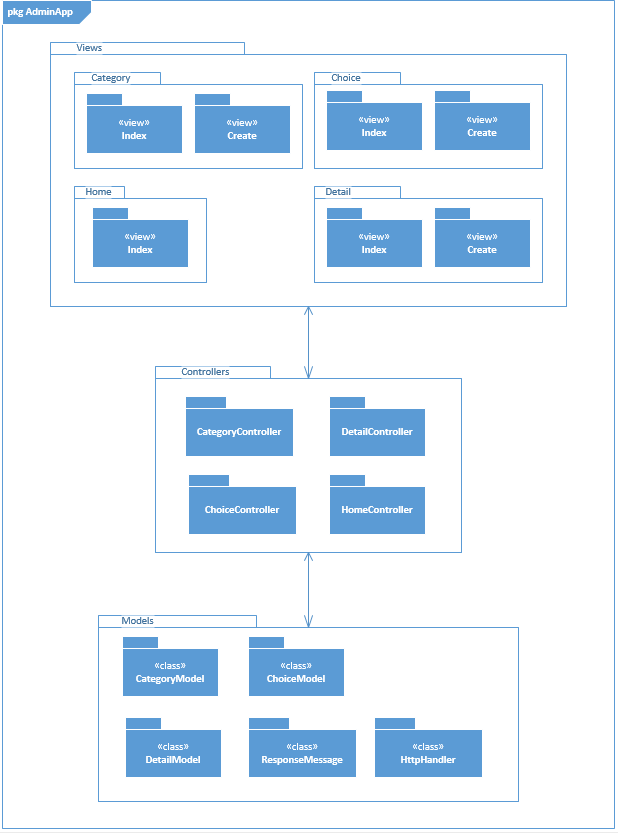 pkg AdminApp
Views
Category
«view»
Index
«view»
Create
Choice
«view»
Index
«view»
Create
Home
«view»
Index
Detail
«view»
Index
«view»
Create
Controllers
CategoryController
DetailController
ChoiceController
HomeController
Models
«class»
CategoryModel
«class»
ChoiceModel
«class»
DetailModel
«class»
ResponseMessage
«class»
HttpHandler